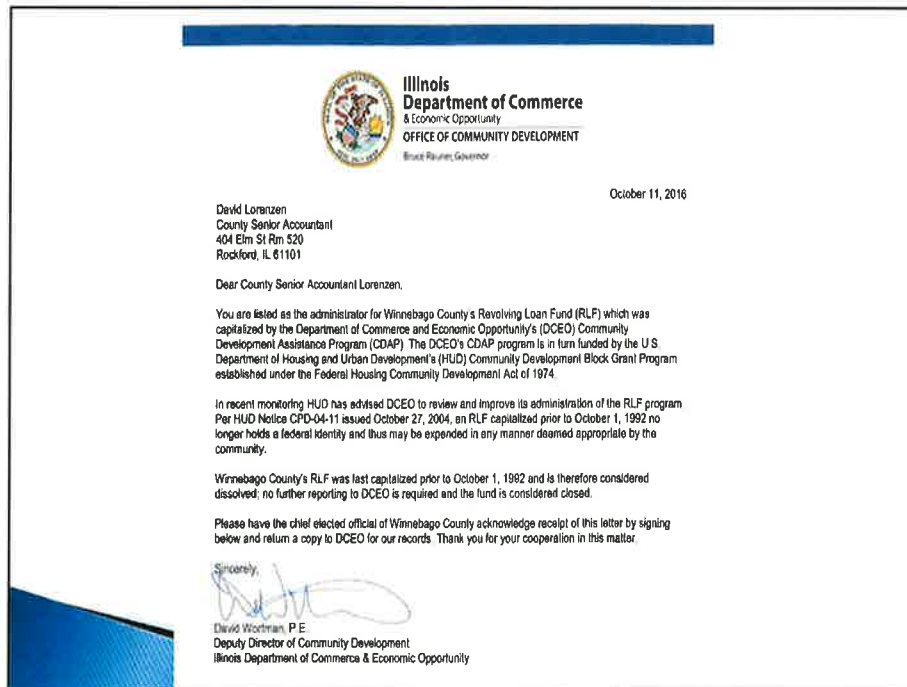 Illinois
Department of Commerce
& Economic Opportunity
OFFICE OF COMMUNITY DEVELOPMENT
Bruce Rauner, Governor
October 11, 2016
David Lorenzen
County Senior Accountant
404 Elm St Rm 520
Rockford, IL 61101
Dear County Senior Accountant Lorenzen,
You are listed as the administrator for Winnebago County's Revolving Loan Fund (RLF) which was
capitalized by the Department of Commerce and Economic Opportunity's (DCEO) Community
Development Assistance Program (CDAP) The DCEO's CDAP program is in turn funded by the U S
Department of Housing and Urban Development's (HUD) Community Development Block Grant Program
established under the Federal Housing Community Development Act of 1974
In recent monitoring HUD has advised DCEO to review and improve its administration of the RLF program
Per HUD Notice CPD-04-11 issued October 27, 2004, an RLF capitalized prior to October 1, 1992 no
longer holds a federal identity and thus may be expended in any manner deemed appropriate by the
community.
Winnebago County's RLF was last capitalized prior to October 1, 1992 and is therefore considered
dissolved; no further reporting to DCEO is required and the fund is considered closed.
Please have the chief elected official of Winnebago County acknowledge receipt of this letter by signing
below and return a copy to DCEO for our records Thank you for your cooperation in this matter
Sincerely,
David Wortman, P E
Deputy Director of Community Development
Illinois Department of Commerce & Economic Opportunity